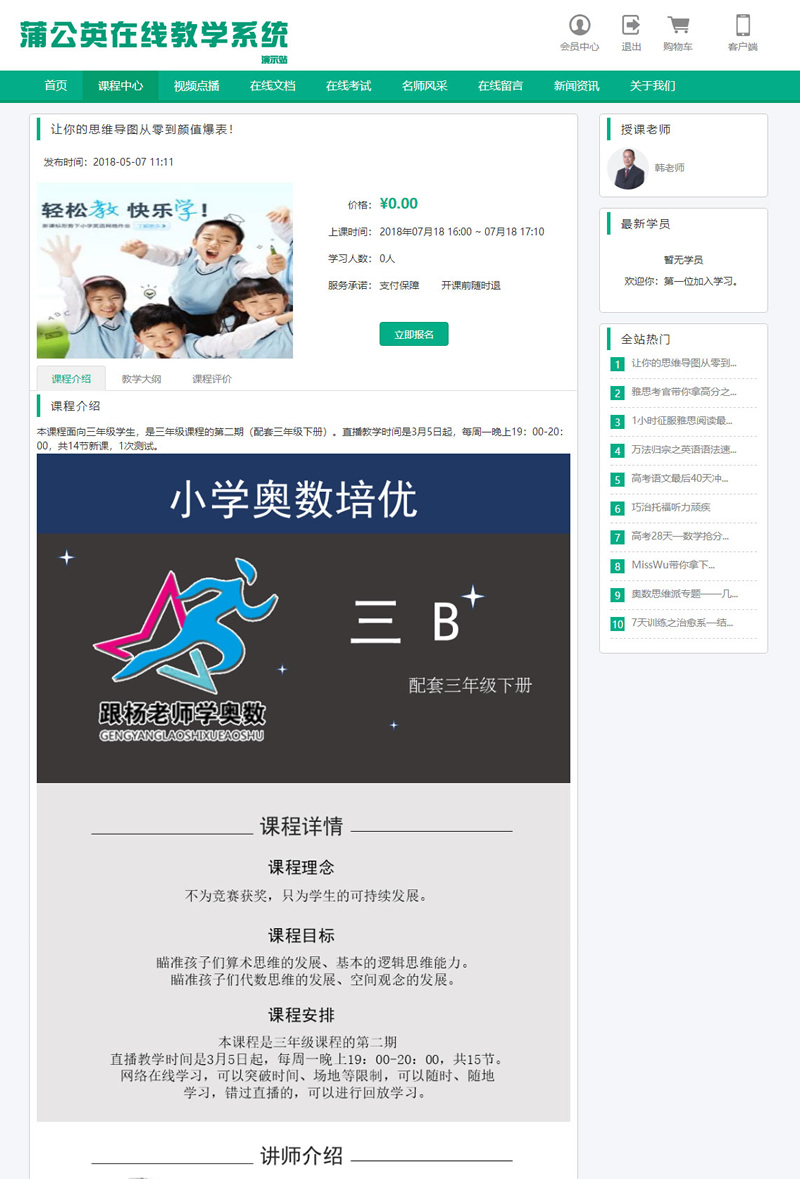 蒲公英在线教学系统
演示站
会员中心 退出 购物车 客户端
首页 课程中心 视频点播 在线文档 在线考试 名师风采 在线留言 新闻资讯 关于我们
让你的思维导图从零到颜值爆表!
发布时间：2018-05-07 11:11
轻松教 快乐学!
价格： ¥0.00
上课时间： 2018年07月18 16:00 ~ 07月18 17:10
学习人数： 0人
服务承诺： 支付保障 开课前随时退
立即报名
课程介绍 教学大纲 课程评价
课程介绍
本课程面向三年级学生，是三年级课程的第二期（配套三年级下册）。直播教学时间是3月5日起，每周一晚上19：00-20：
00，共14节新课，1次测试。
小学奥数培优
三 B
配套三年级下册
跟杨老师学奥数
GENGYANGLAOSHIXUEAOSHU
课程详情
课程理念
不为竞赛获奖，只为学生的可持续发展。
课程目标
瞄准孩子们算术思维的发展、基本的逻辑思维能力。
瞄准孩子们代数思维的发展、空间观念的发展。
课程安排
本课程是三年级课程的第二期
直播教学时间是3月5日起，每周一晚上19：00-20：00，共15节。
网络在线学习，可以突破时间、场地等限制，可以随时、随地
学习，错过直播的，可以进行回放学习。
讲师介绍
授课老师
韩老师
最新学员
暂无学员
欢迎你：第一位加入学习。
全站热门
1 让你的思维导图从零到...
2 雅思考官带你拿高分之...
3 1小时征服雅思阅读最...
4 万法归宗之英语语法速...
5 高考语文最后40天冲...
6 巧治托福听力顽疾
7 高考28天—数学抢分...
8 MissWu带你拿下...
9 奥数思维派专题——几...
10 7天训练之治愈系—结...